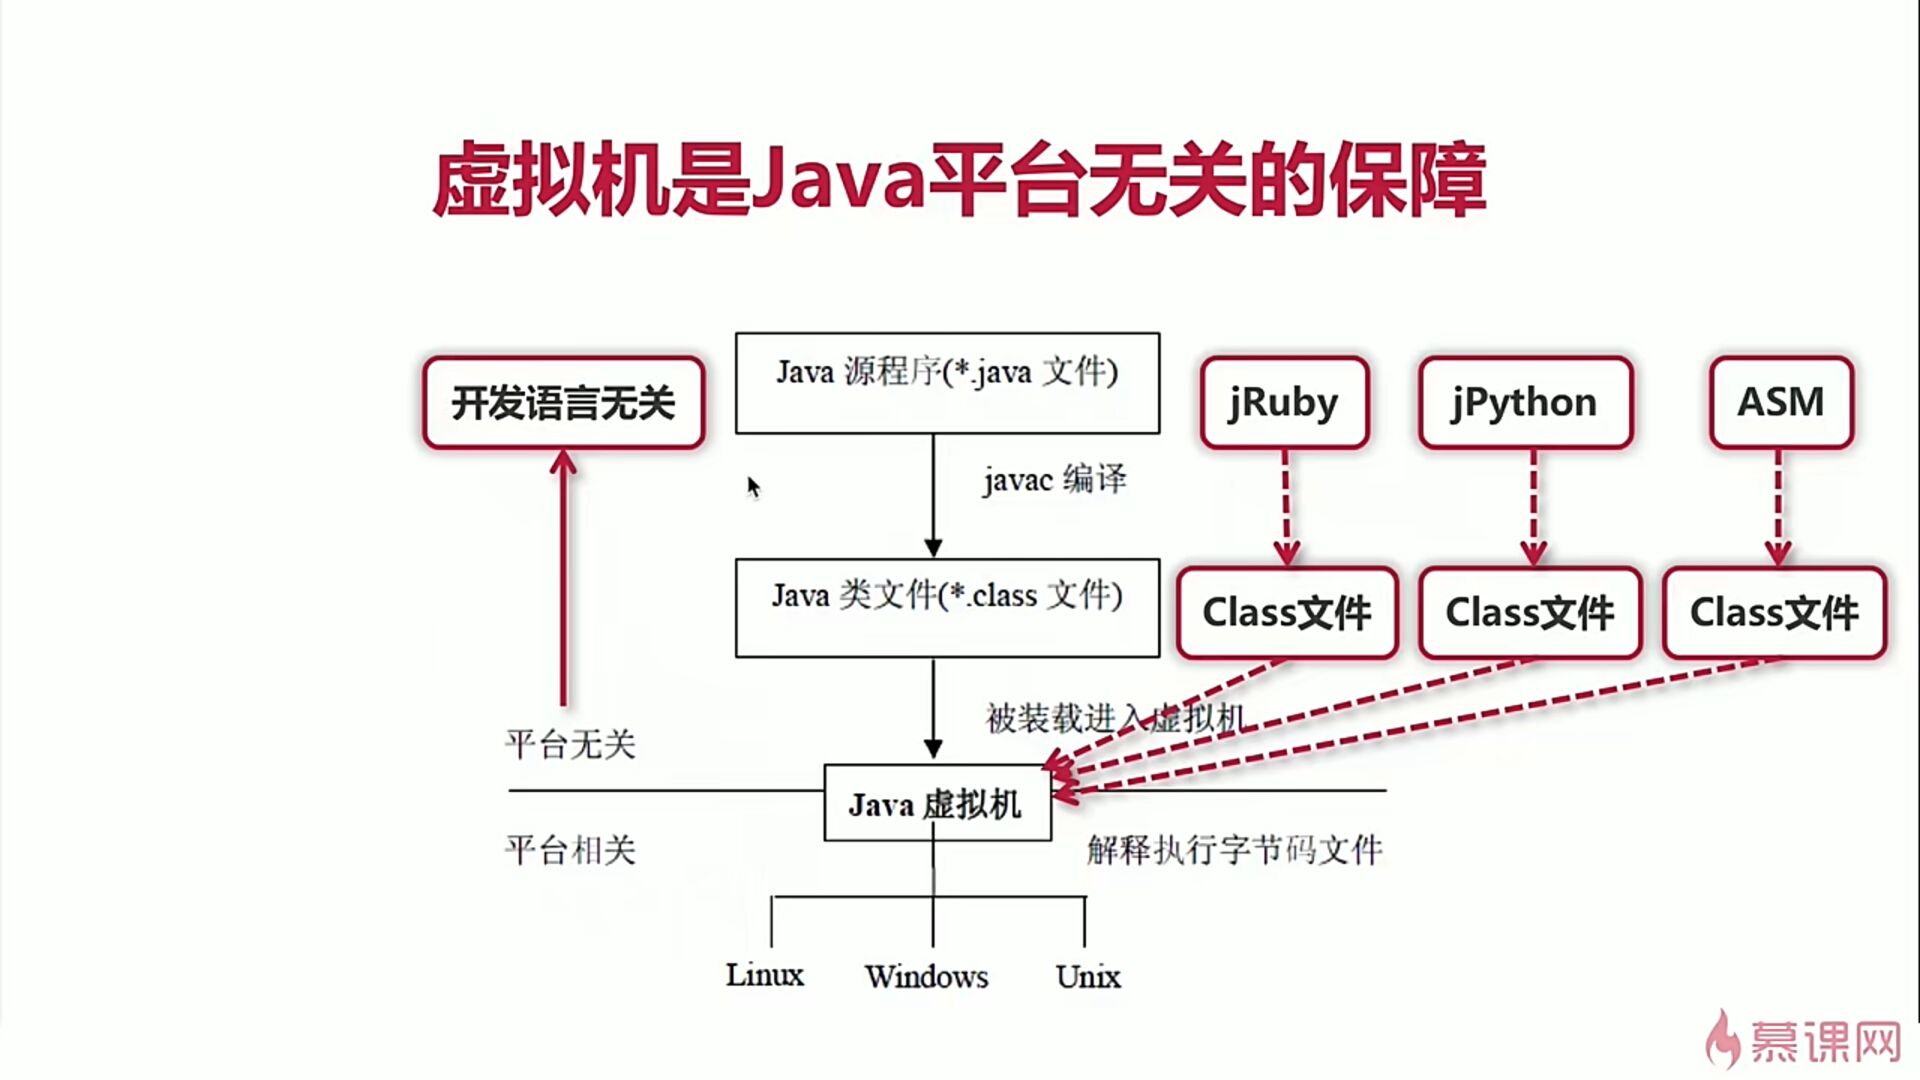 虚拟机是Java平台无关的保障
开发语言无关
Java 源程序(*.java 文件)
jRuby
jPython
ASM
javac 编译
Java 类文件(*.class 文件)
Class文件
Class文件
Class文件
被装载进入虚拟机
平台无关
Java 虚拟机
平台相关
解释执行字节码文件
Linux
Windows
Unix
慕课网